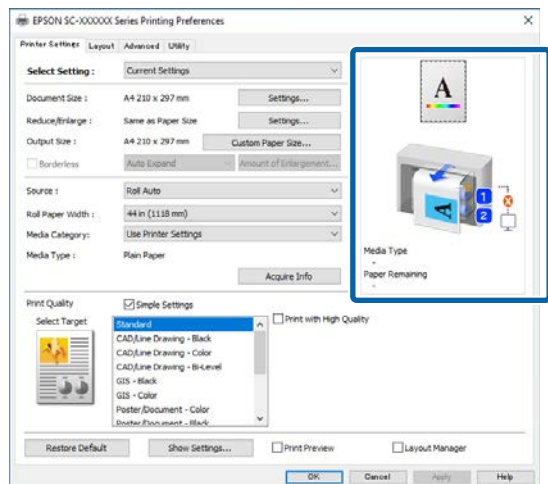 EPSON SC-XXXXXX Series Printing Preferences
Printer Settings Layout Advanced Utility
Select Setting : Current Settings
Document Size : A4 210 x 297 mm Settings...
Reduce/Enlarge : Same as Paper Size Settings...
Output Size : A4 210 x 297 mm Custom Paper Size...
Borderless Auto Expand Amount of Enlargement...
Source : Roll Auto
Roll Paper Width : 44 in (1118 mm)
Media Category: Use Printer Settings
Media Type : Plain Paper
Acquire Info
A
A
1
2
Media Type
-
Paper Remaining
-
Print Quality Simple Settings
Select Target
Standard
CAD/Line Drawing - Black
CAD/Line Drawing - Color
CAD/Line Drawing - Bi-Level
GIS - Black
GIS - Color
Poster/Document - Color
Poster/Document - Black
Print with High Quality
Restore Default Show Settings... Print Preview Layout Manager
OK Cancel Apply Help